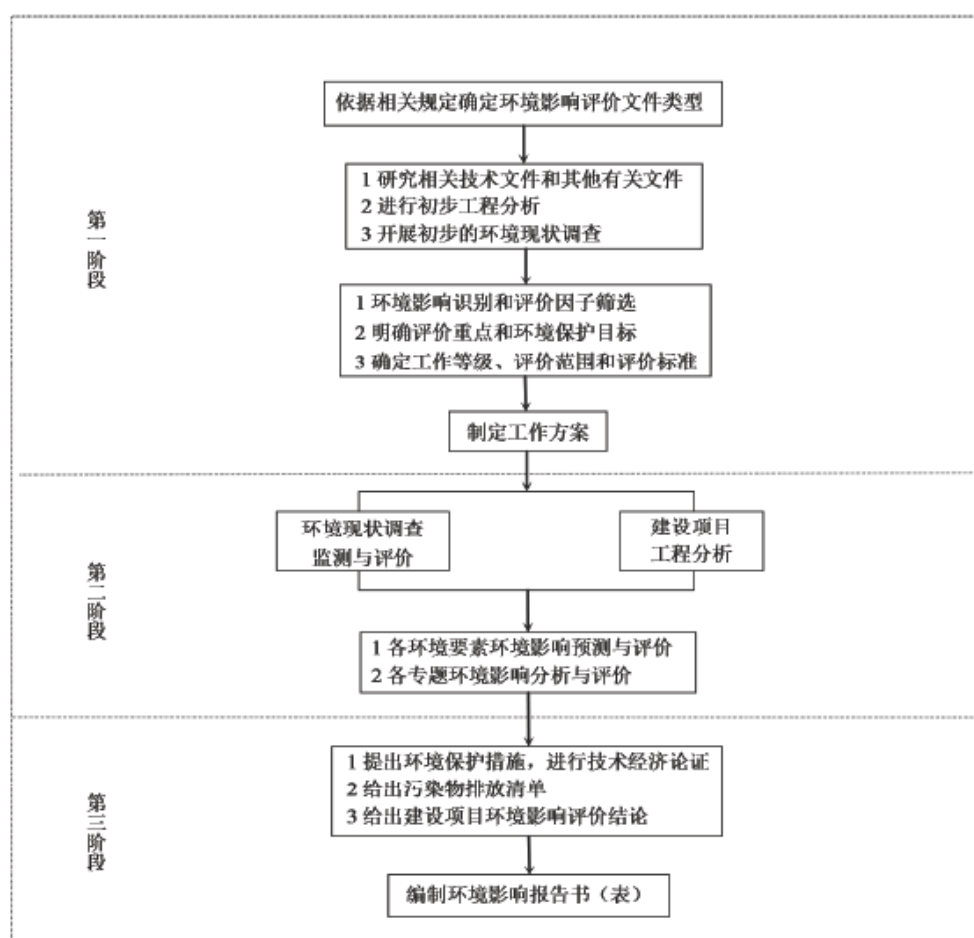 依据相关规定确定环境影响评价文件类型
1 研究相关技术文件和其他有关文件
2 进行初步工程分析
3 开展初步的环境现状调查
第一阶段
1 环境影响识别和评价因子筛选
2 明确评价重点和环境保护目标
3 确定工作等级、评价范围和评价标准
制定工作方案
环境现状调查
监测与评价
建设项目
工程分析
第二阶段
1 各环境要素环境影响预测与评价
2 各专题环境影响分析与评价
1 提出环境保护措施，进行技术经济论证
2 给出污染物排放清单
3 给出建设项目环境影响评价结论
第三阶段
编制环境影响报告书（表）